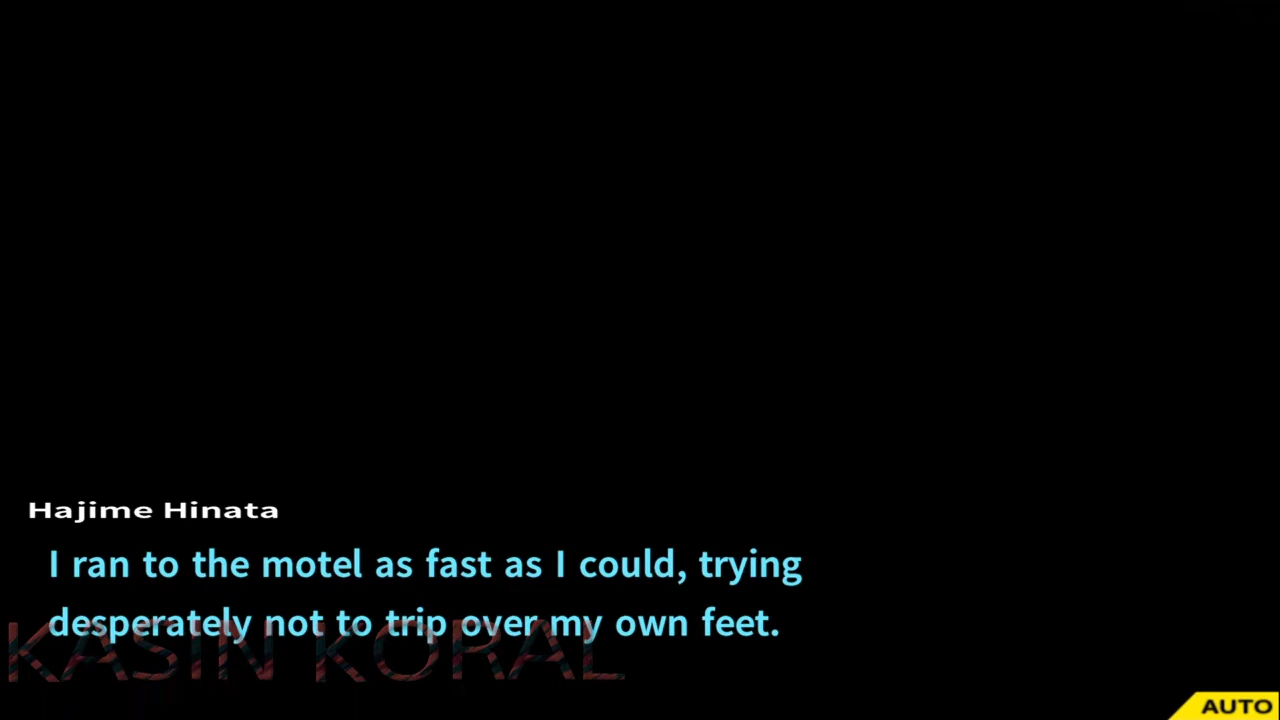 Hajime Hinata
I ran to the motel as fast as I could, trying
desperately not to trip over my own feet.
KASIN KORAL
AUTO